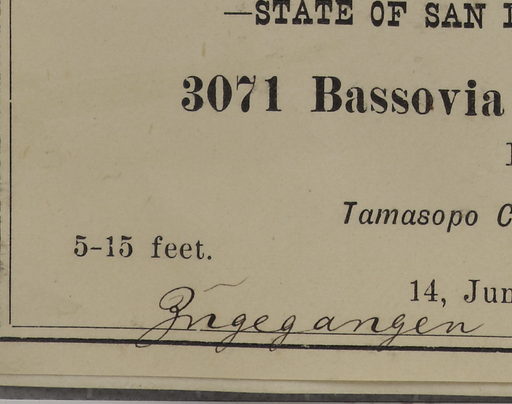 —STATE OF SAN
3071 Bassovia
Tamasopo C
5-15 feet.
14, Jun
Zugegangen